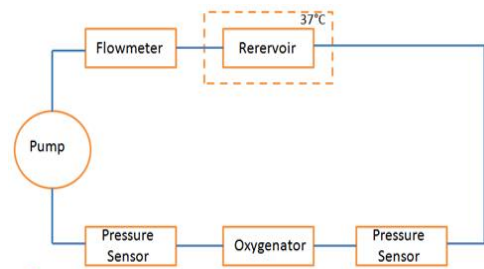 37°C
Flowmeter
Rerervoir
Pump
Pressure
Sensor
Oxygenator
Pressure
Sensor